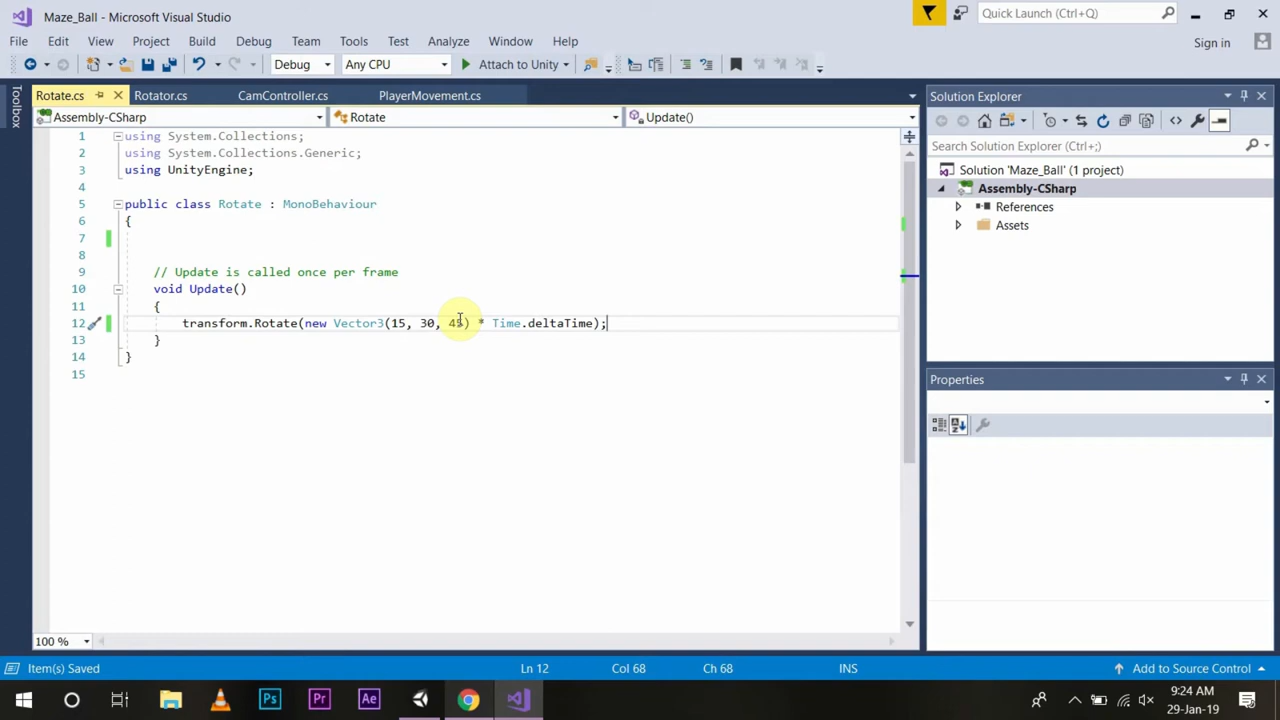 Maze_Ball - Microsoft Visual Studio
Quick Launch (Ctrl+Q)
File Edit View Project Build Debug Team Tools Test Analyze Window Help
Sign in
Debug Any CPU Attach to Unity
Toolbox
Rotate.cs Rotator.cs CamController.cs PlayerMovement.cs
Assembly-CSharp Rotate Update()
1 using System.Collections;
2 using System.Collections.Generic;
3 using UnityEngine;
4
5 public class Rotate : MonoBehaviour
6 {
7
8
9 // Update is called once per frame
10 void Update()
11 {
12 transform.Rotate(new Vector3(15, 30, 45) * Time.deltaTime);
13 }
14 }
15
100 %
Solution Explorer
Search Solution Explorer (Ctrl+;)
Solution 'Maze_Ball' (1 project)
Assembly-CSharp
References
Assets
Properties
Item(s) Saved Ln 12 Col 68 Ch 68 INS Add to Source Control
Ps Pr Ae
9:24 AM
29-Jan-19